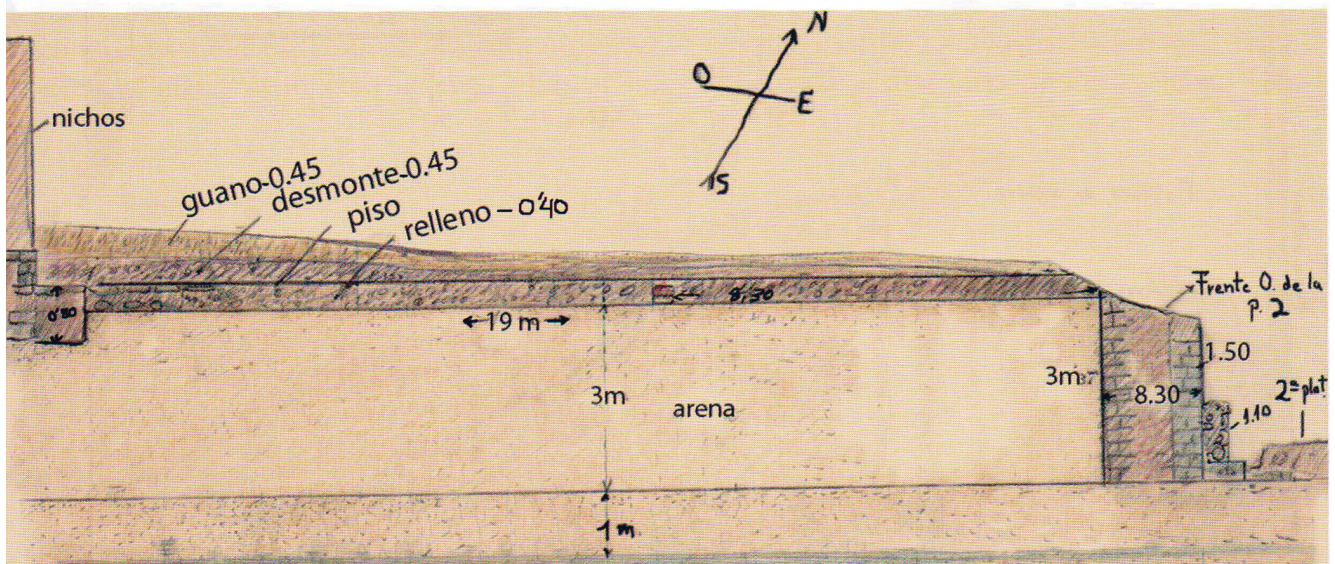 N
O
E
S
nichos
guano-0.45
desmonte-0.45
piso
relleno-0'40
0'80
8,30
19 m
Frente O. de la
p. 2
3m
arena
3m
8.30
1.50
1.10
2ª plat.
1 m.